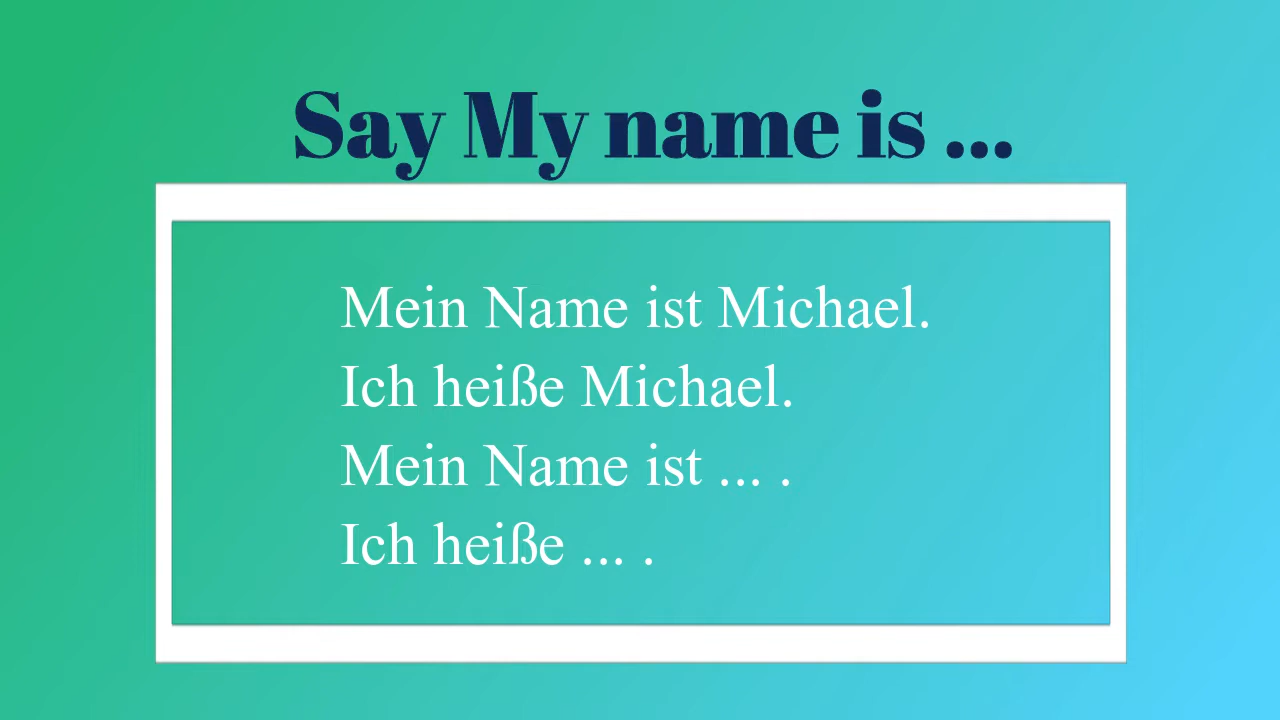 Say My name is ...
Mein Name ist Michael.
Ich heiße Michael.
Mein Name ist ... .
Ich heiße ... .